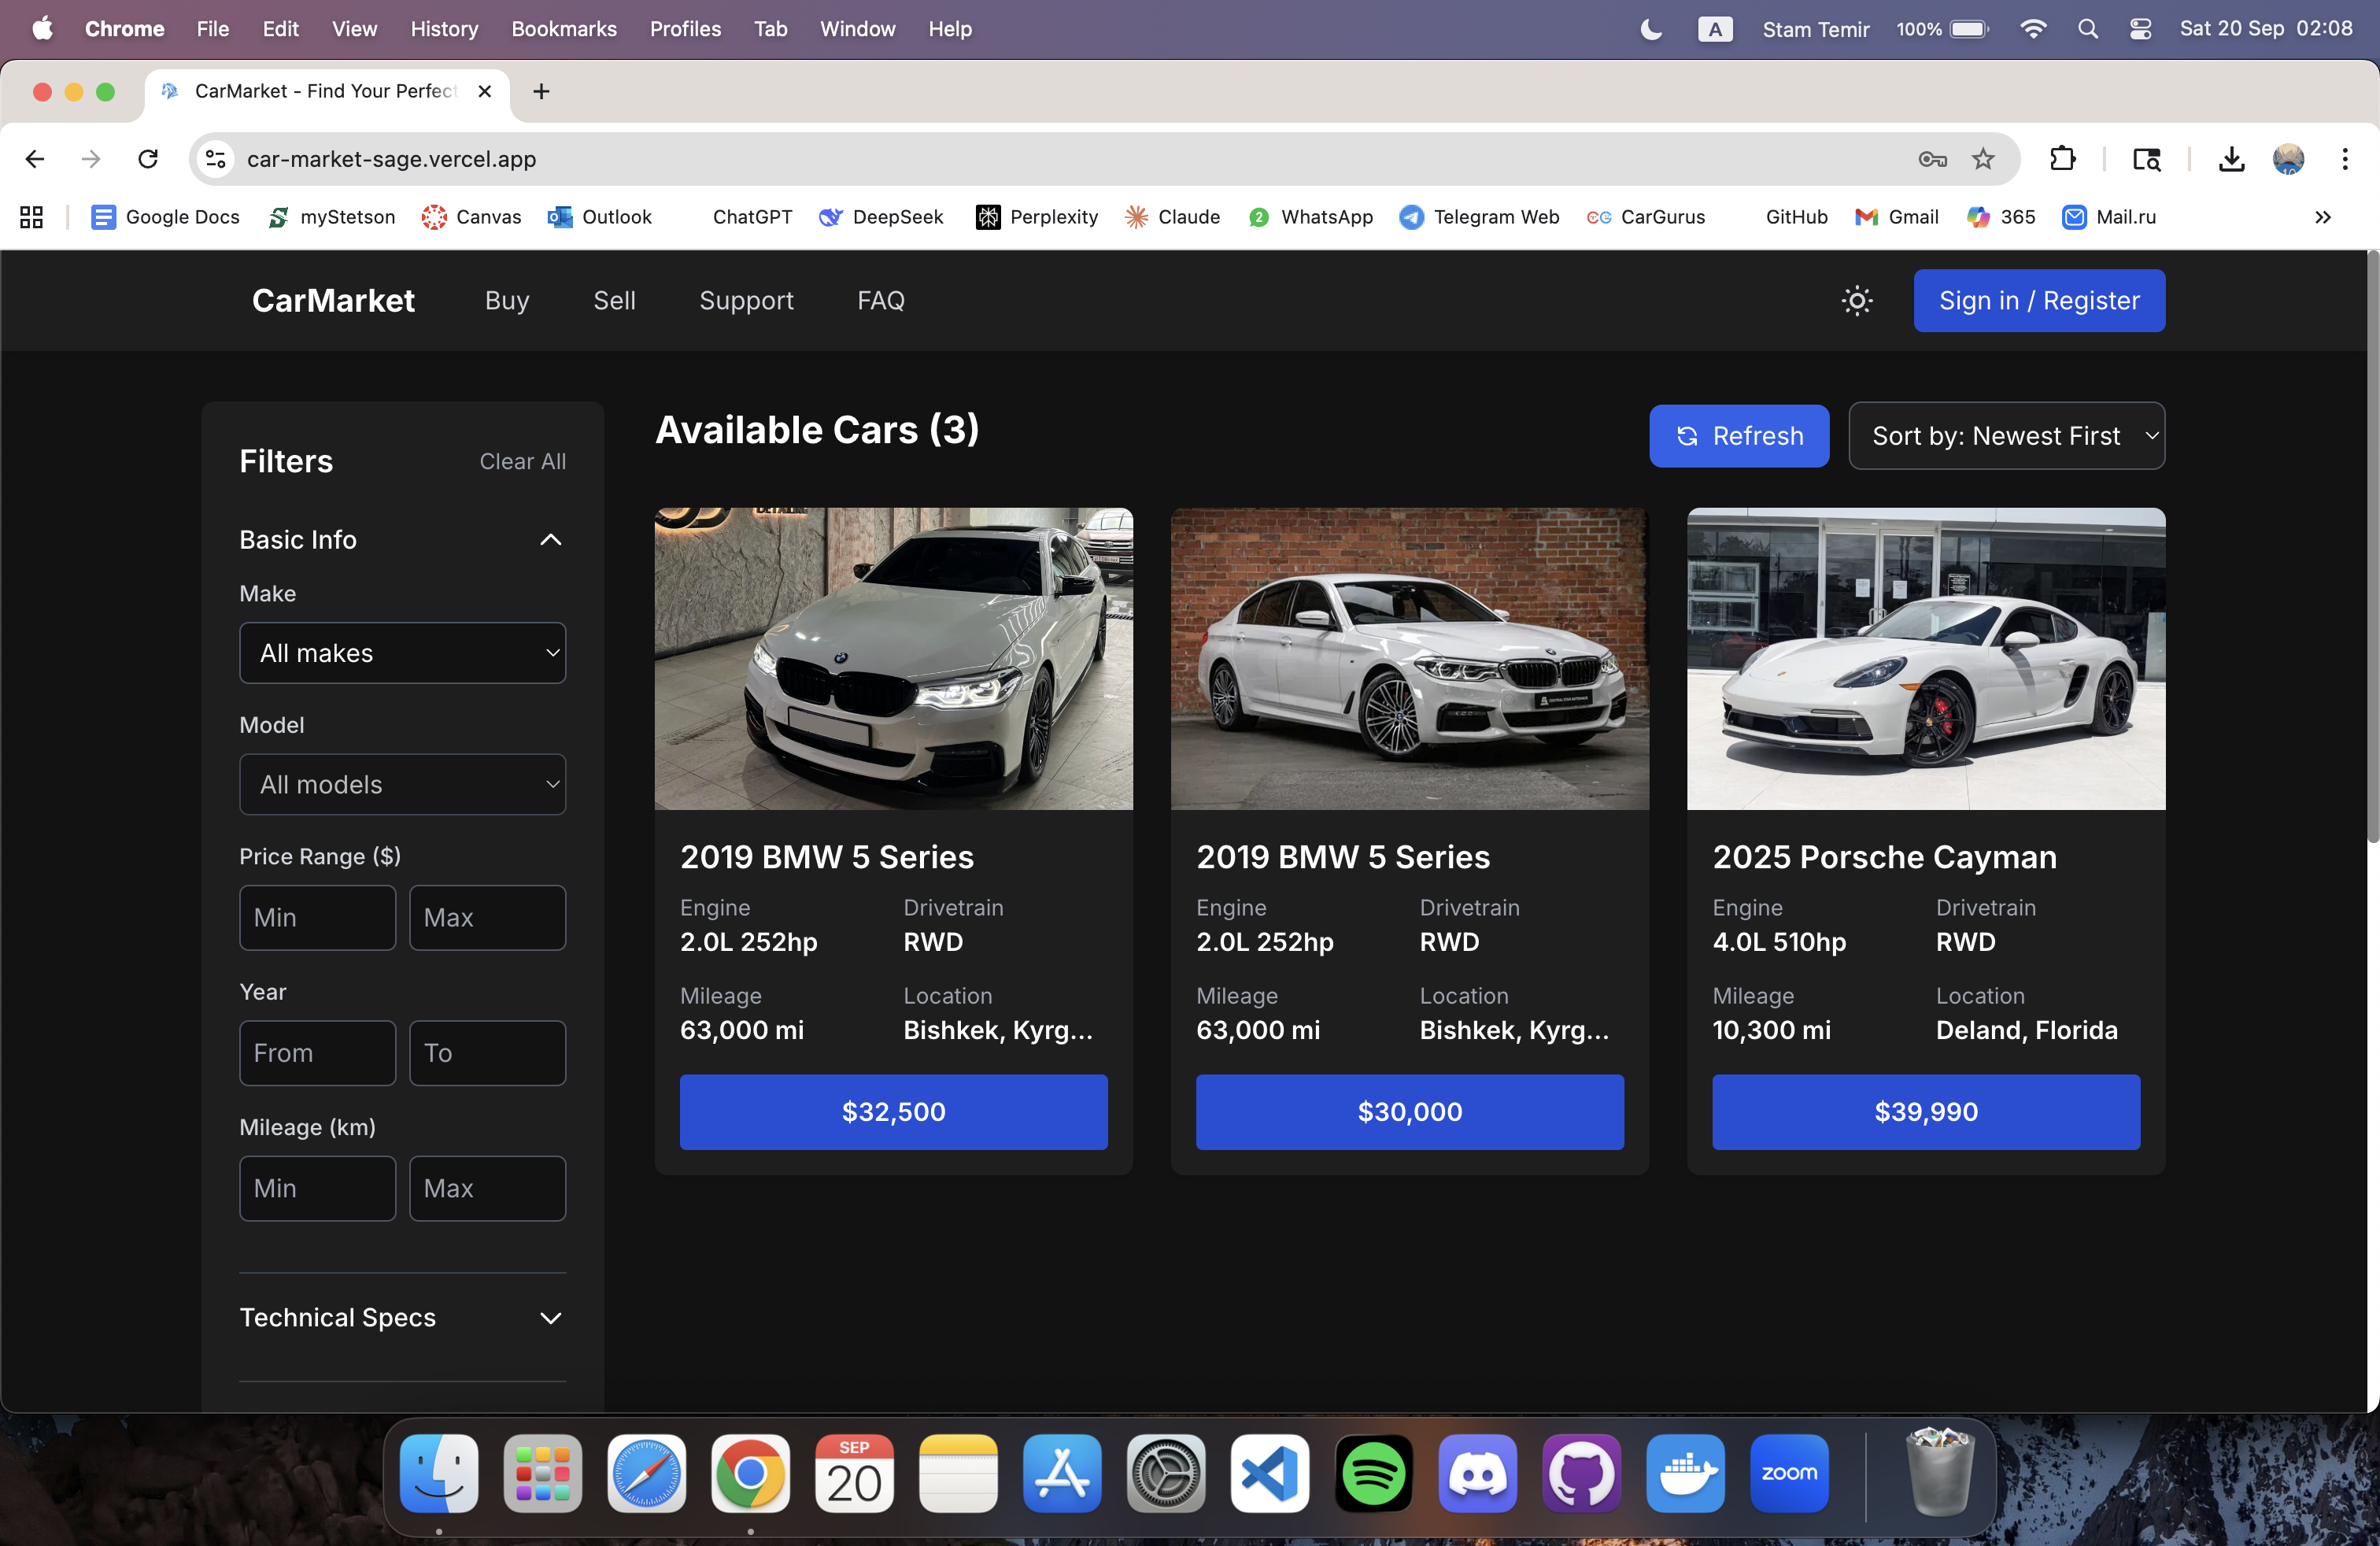 Chrome File Edit View History Bookmarks Profiles Tab Window Help A Stam Temir 100% Sat 20 Sep 02:08
CarMarket - Find Your Perfect
car-market-sage.vercel.app
Google Docs myStetson Canvas Outlook ChatGPT DeepSeek Perplexity Claude 2 WhatsApp Telegram Web CG CarGurus GitHub Gmail 365 Mail.ru
CarMarket Buy Sell Support FAQ Sign in / Register
Filters Clear All
Basic Info
Make
All makes
Model
All models
Price Range ($)
Min Max
Year
From To
Mileage (km)
Min Max
Technical Specs
Available Cars (3) Refresh Sort by: Newest First
2019 BMW 5 Series
Engine Drivetrain
2.0L 252hp RWD
Mileage Location
63,000 mi Bishkek, Kyrg...
$32,500
CENTRAL STAR AUTOHAUS
2019 BMW 5 Series
Engine Drivetrain
2.0L 252hp RWD
Mileage Location
63,000 mi Bishkek, Kyrg...
$30,000
2025 Porsche Cayman
Engine Drivetrain
4.0L 510hp RWD
Mileage Location
10,300 mi Deland, Florida
$39,990
SEP
20
zoom